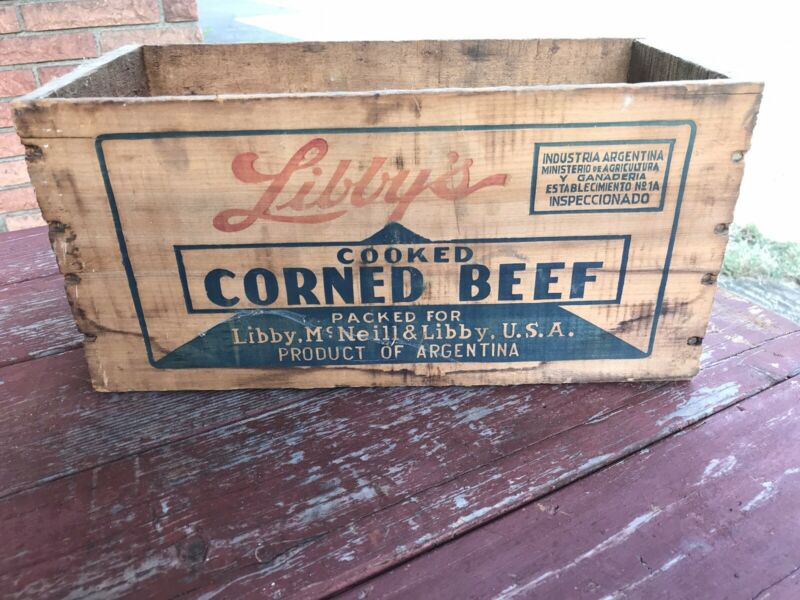 Libby's
INDUSTRIA ARGENTINA
MINISTERIO DE AGRICULTURA
Y GANADERIA
ESTABLECIMIENTO Nº 1A
INSPECCIONADO
COOKED
CORNED BEEF
PACKED FOR
Libby, McNeill & Libby, U.S.A.
PRODUCT OF ARGENTINA